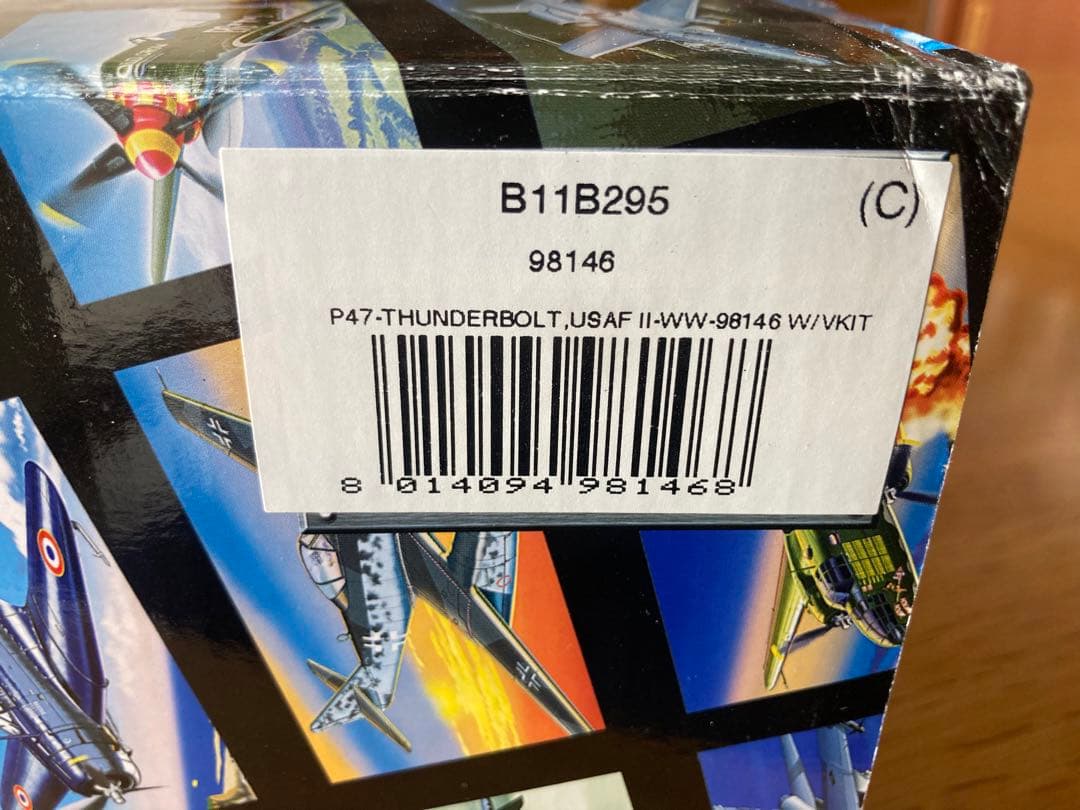 B11B295 (C)
98146
P47-THUNDERBOLT,USAF II-WW-98146 W/VKIT
8 014094 981468